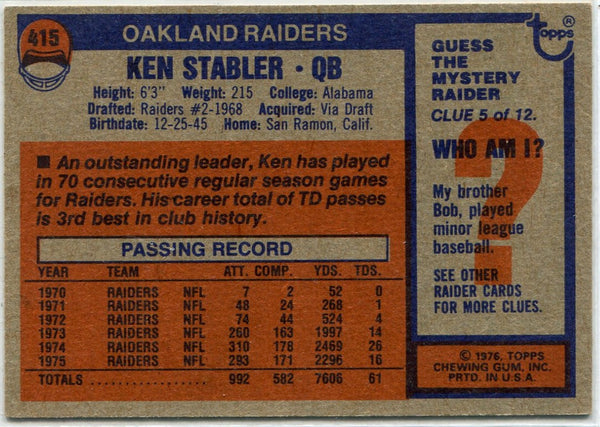 415
OAKLAND RAIDERS
KEN STABLER • QB
Height: 6'3" Weight: 215 College: Alabama
Drafted: Raiders #2-1968 Acquired: Via Draft
Birthdate: 12-25-45 Home: San Ramon, Calif.
■ An outstanding leader, Ken has played
in 70 consecutive regular season games
for Raiders. His career total of TD passes
is 3rd best in club history.
PASSING RECORD
YEAR TEAM ATT. COMP. YDS. TDS.
1970 RAIDERS NFL 7 2 52 0
1971 RAIDERS NFL 48 24 268 1
1972 RAIDERS NFL 74 44 524 4
1973 RAIDERS NFL 260 163 1997 14
1974 RAIDERS NFL 310 178 2469 26
1975 RAIDERS NFL 293 171 2296 16
TOTALS 992 582 7606 61
topps®
GUESS
THE
MYSTERY
RAIDER
CLUE 5 of 12.
?
WHO AM I?
My brother
Bob, played
minor league
baseball.
SEE OTHER
RAIDER CARDS
FOR MORE CLUES.
© 1976, TOPPS
CHEWING GUM, INC.
PRTD. IN U.S.A.